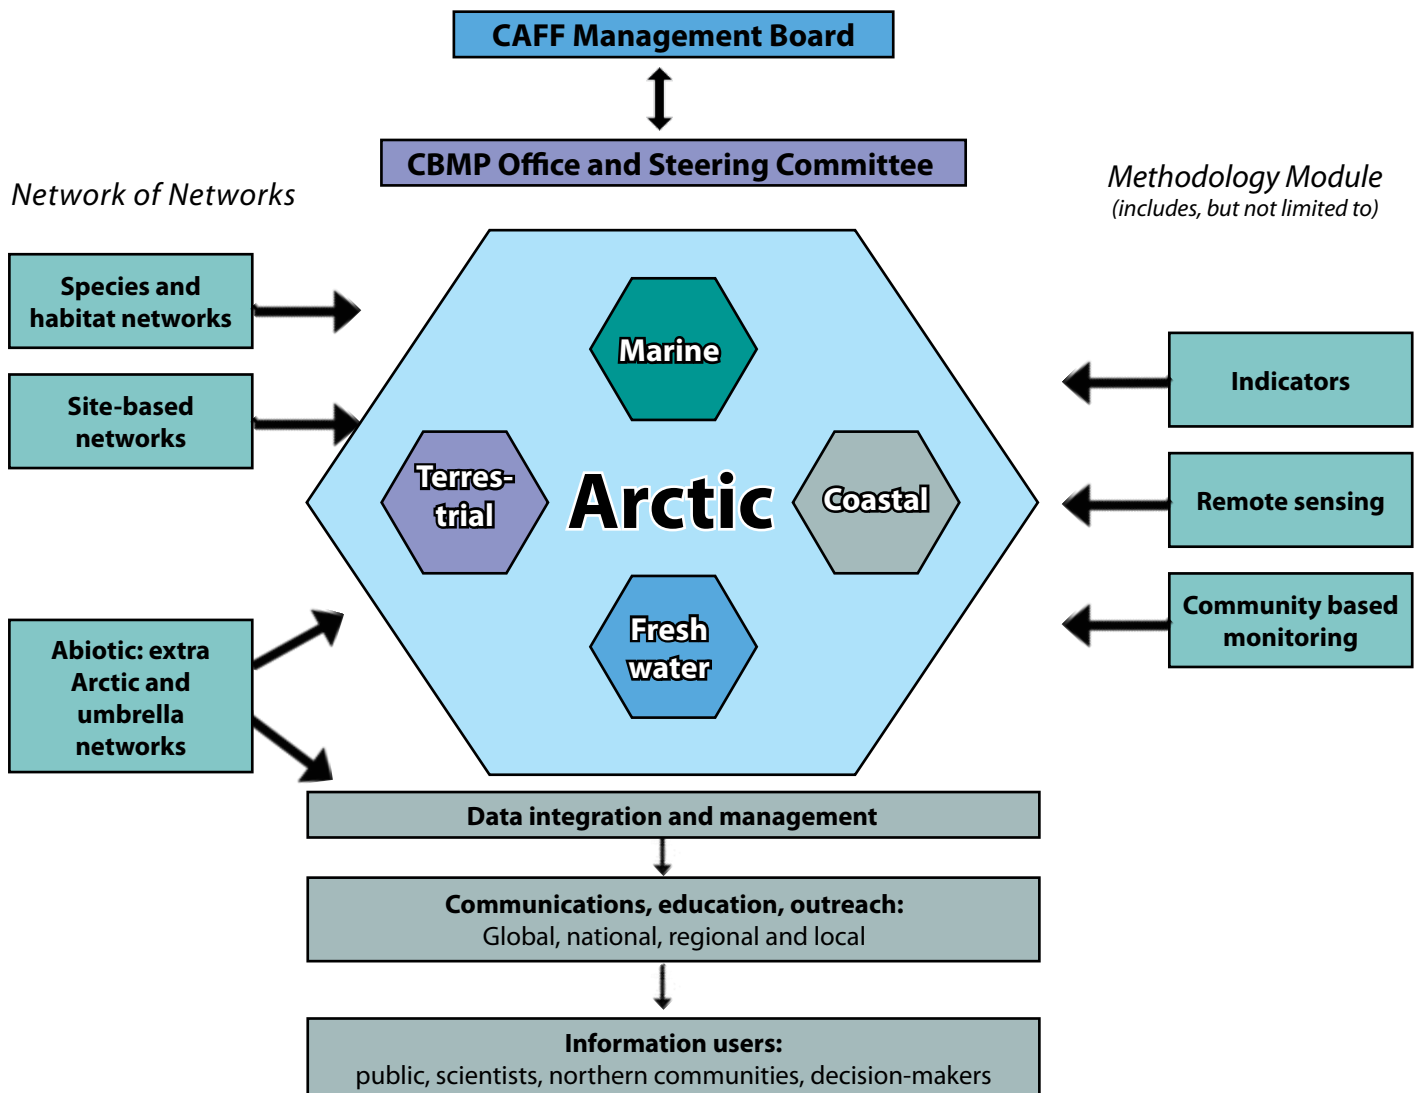 CAFF Management Board
CBMP Office and Steering Committee
Network of Networks
Species and
habitat networks
Site-based
networks
Abiotic: extra
Arctic and
umbrella
networks
Marine
Terres-
trial
Arctic
Coastal
Fresh
water
Methodology Module
(includes, but not limited to)
Indicators
Remote sensing
Community based
monitoring
Data integration and management
Communications, education, outreach:
Global, national, regional and local
Information users:
public, scientists, northern communities, decision-makers